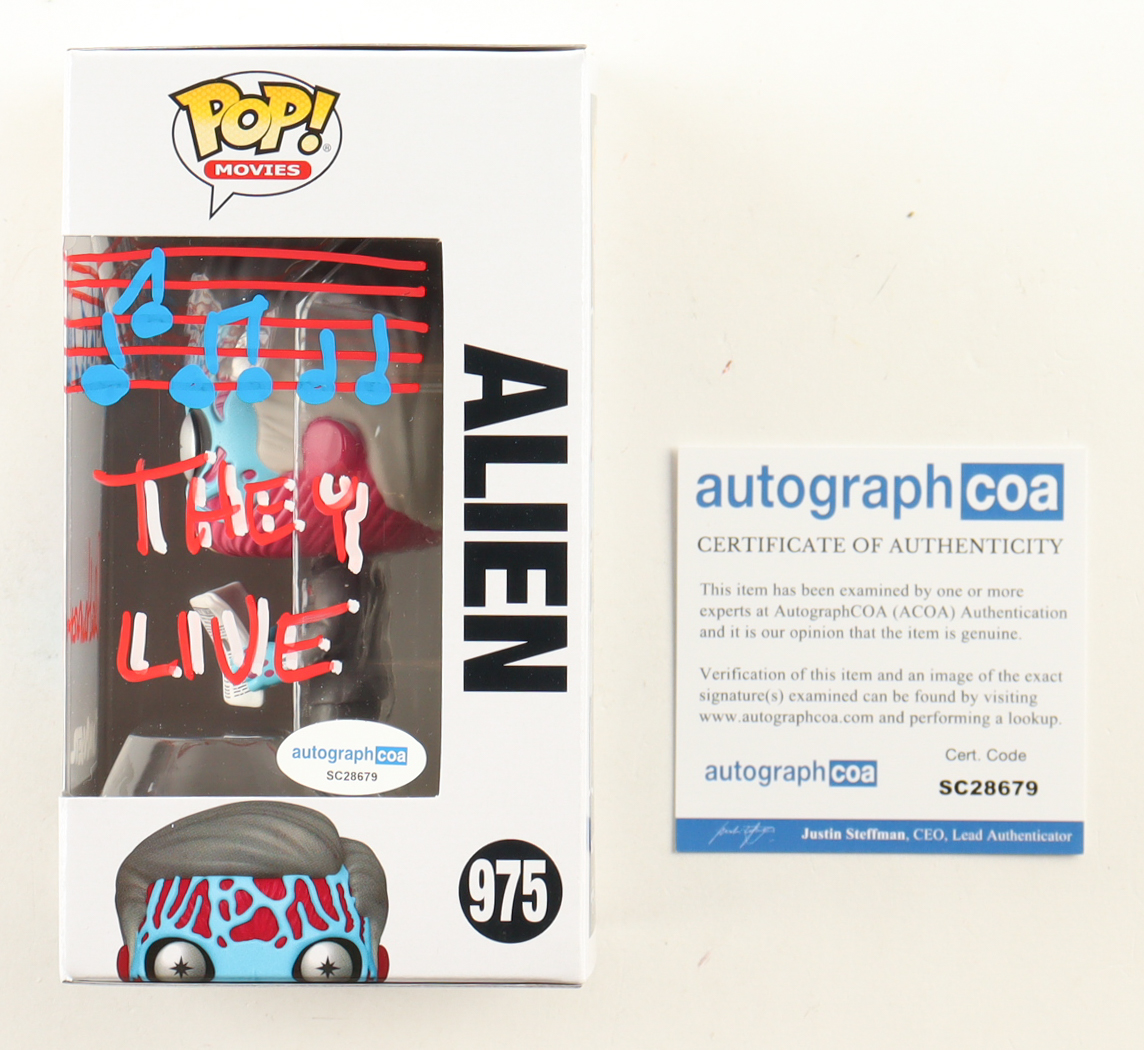 POP!®
MOVIES
THEY
LIVE
ALIEN
autographcoa
SC28679
975
autograph coa
CERTIFICATE OF AUTHENTICITY
This item has been examined by one or more
experts at AutographCOA (ACOA) Authentication
and it is our opinion that the item is genuine.
Verification of this item and an image of the exact
signature(s) examined can be found by visiting
www.autographcoa.com and performing a lookup.
autographcoa
Cert. Code
SC28679
Justin Steffman, CEO, Lead Authenticator